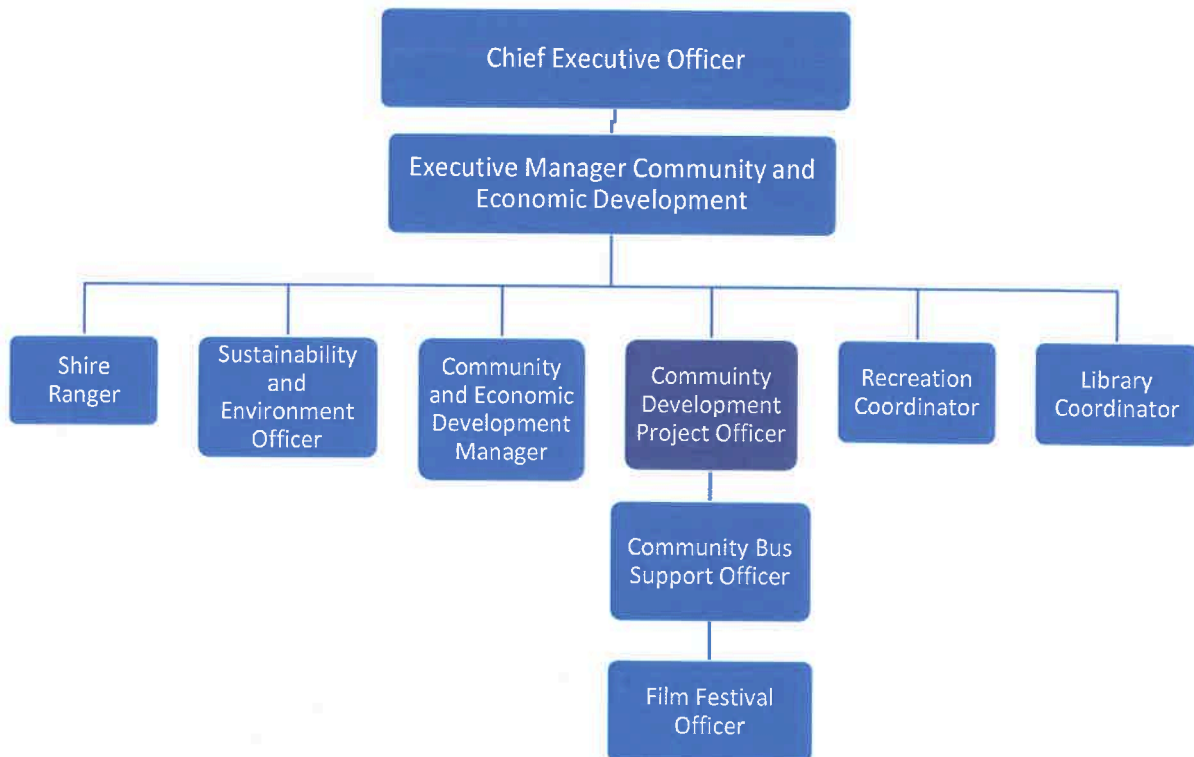 Chief Executive Officer
Executive Manager Community and
Economic Development
Shire
Ranger
Sustainability
and
Environment
Officer
Community
and Economic
Development
Manager
Commuinty
Development
Project Officer
Recreation
Coordinator
Library
Coordinator
Community Bus
Support Officer
Film Festival
Officer